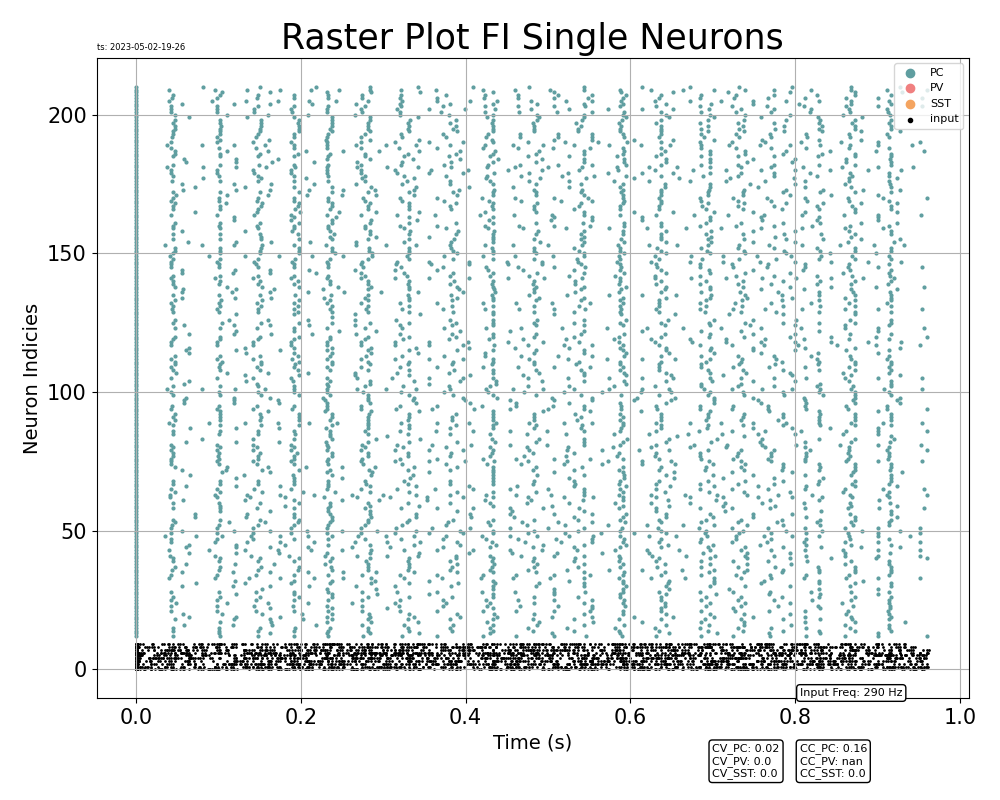 Raster Plot FI Single Neurons
ts: 2023-05-02-19-26
PC
PV
SST
input
200
150
100
50
0
Neuron Indicies
Input Freq: 290 Hz
0.0 0.2 0.4 0.6 0.8 1.0
Time (s)
CV_PC: 0.02
CV_PV: 0.0
CV_SST: 0.0
CC_PC: 0.16
CC_PV: nan
CC_SST: 0.0